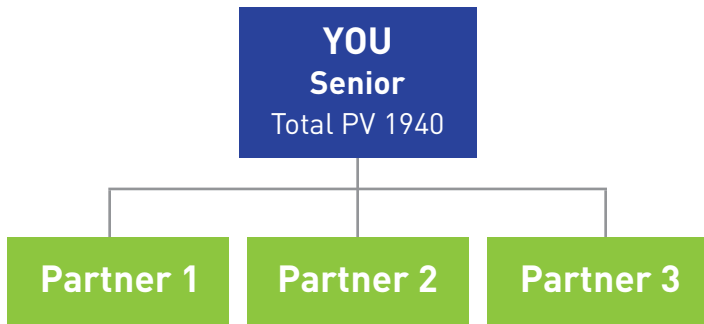 YOU
Senior
Total PV 1940
Partner 1
Partner 2
Partner 3